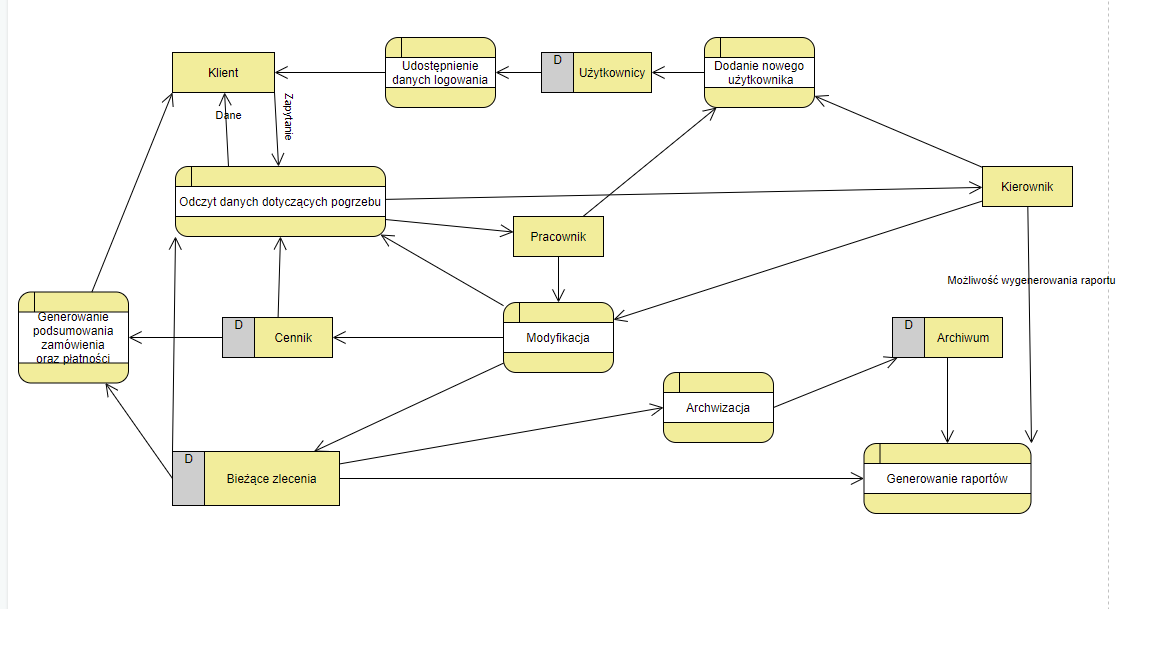 Klient
Udostępnienie
danych logowania
D
Użytkownicy
Dodanie nowego
użytkownika
Dane
Zapytanie
Odczyt danych dotyczących pogrzebu
Kierownik
Pracownik
Możliwość wygenerowania raportu
Generowanie
podsumowania
zamówienia
oraz płatności
D
Cennik
Modyfikacja
D
Archiwum
Archwizacja
D
Bieżące zlecenia
Generowanie raportów